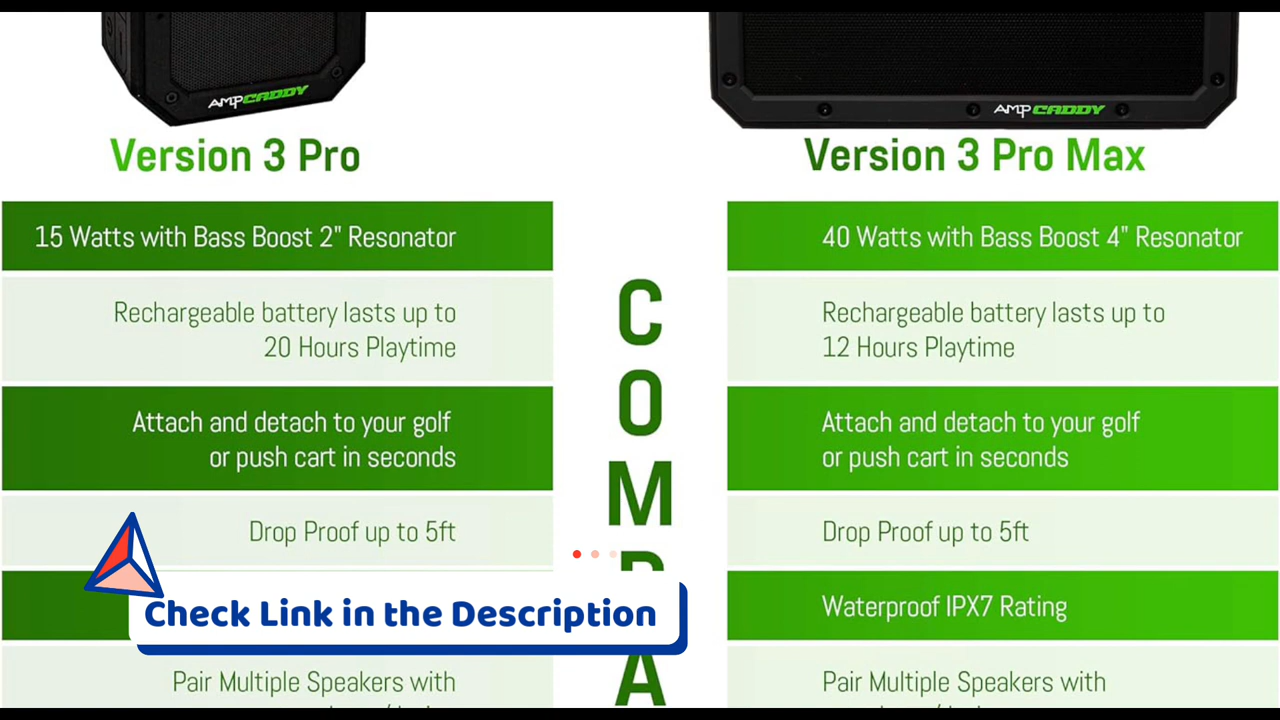 AMPCADDY
AMPCADDY
Version 3 Pro
Version 3 Pro Max
15 Watts with Bass Boost 2" Resonator
40 Watts with Bass Boost 4" Resonator
Rechargeable battery lasts up to
20 Hours Playtime
Rechargeable battery lasts up to
12 Hours Playtime
Attach and detach to your golf
or push cart in seconds
Attach and detach to your golf
or push cart in seconds
Drop Proof up to 5ft
Drop Proof up to 5ft
Waterproof IPX7 Rating
Pair Multiple Speakers with
Pair Multiple Speakers with
C
O
M
A
Check Link in the Description